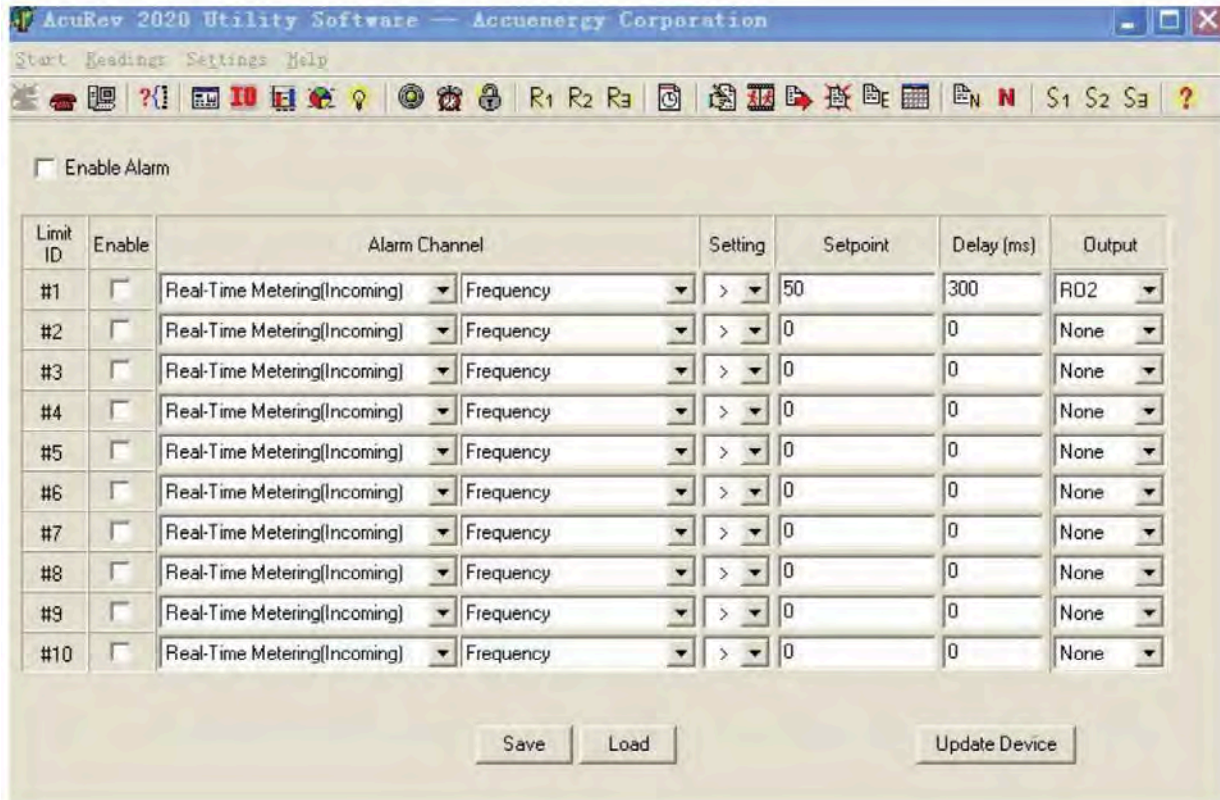 AcuRev 2020 Utility Software — Accuenergy Corporation
Start Readings Settings Help
?{} IO R1 R2 R3 E N N S1 S2 S3 ?
Enable Alarm
Limit ID Enable Alarm Channel Setting Setpoint Delay (ms) Output
#1 Real-Time Metering(Incoming) Frequency > 50 300 RO2
#2 Real-Time Metering(Incoming) Frequency > 0 0 None
#3 Real-Time Metering(Incoming) Frequency > 0 0 None
#4 Real-Time Metering(Incoming) Frequency > 0 0 None
#5 Real-Time Metering(Incoming) Frequency > 0 0 None
#6 Real-Time Metering(Incoming) Frequency > 0 0 None
#7 Real-Time Metering(Incoming) Frequency > 0 0 None
#8 Real-Time Metering(Incoming) Frequency > 0 0 None
#9 Real-Time Metering(Incoming) Frequency > 0 0 None
#10 Real-Time Metering(Incoming) Frequency > 0 0 None
Save Load Update Device